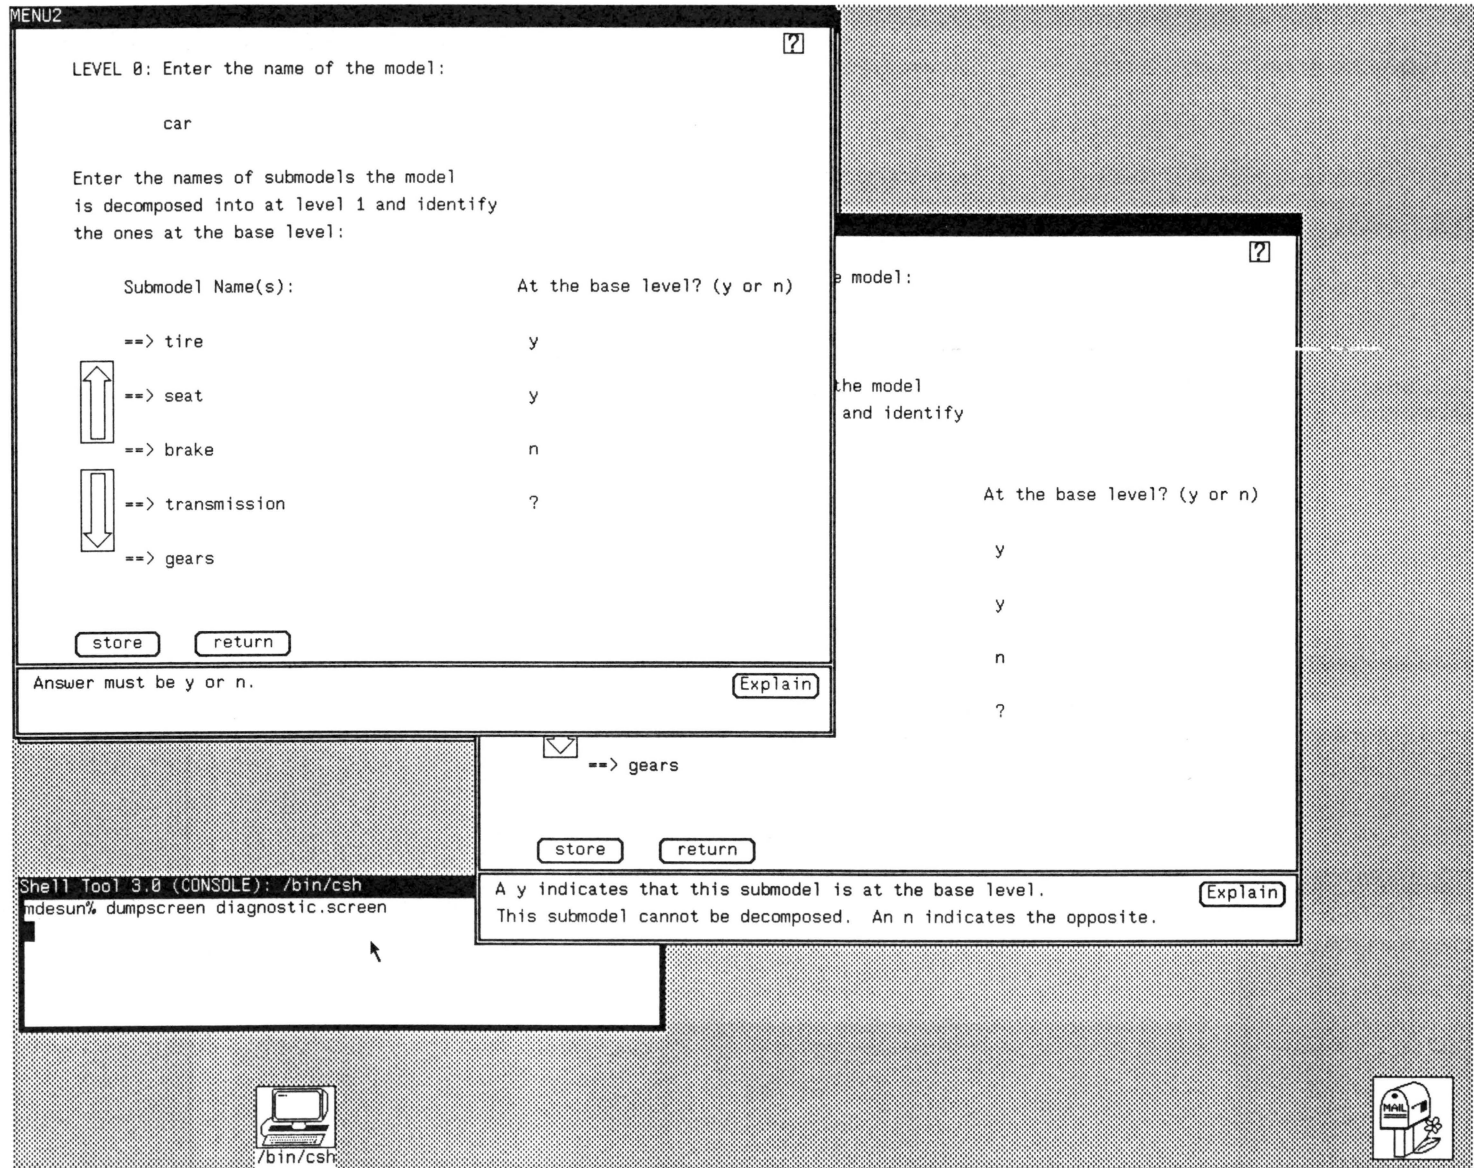 MENU2
?
LEVEL 0: Enter the name of the model:
car
Enter the names of submodels the model
is decomposed into at level 1 and identify
the ones at the base level:
Submodel Name(s): At the base level? (y or n)
==> tire y
==> seat y
==> brake n
==> transmission ?
==> gears
store return
Answer must be y or n. Explain
?
e model:
the model
and identify
At the base level? (y or n)
y
y
n
?
==> gears
store return
A y indicates that this submodel is at the base level. Explain
This submodel cannot be decomposed. An n indicates the opposite.
Shell Tool 3.0 (CONSOLE): /bin/csh
mdesun% dumpscreen diagnostic.screen
/bin/csh
MAIL